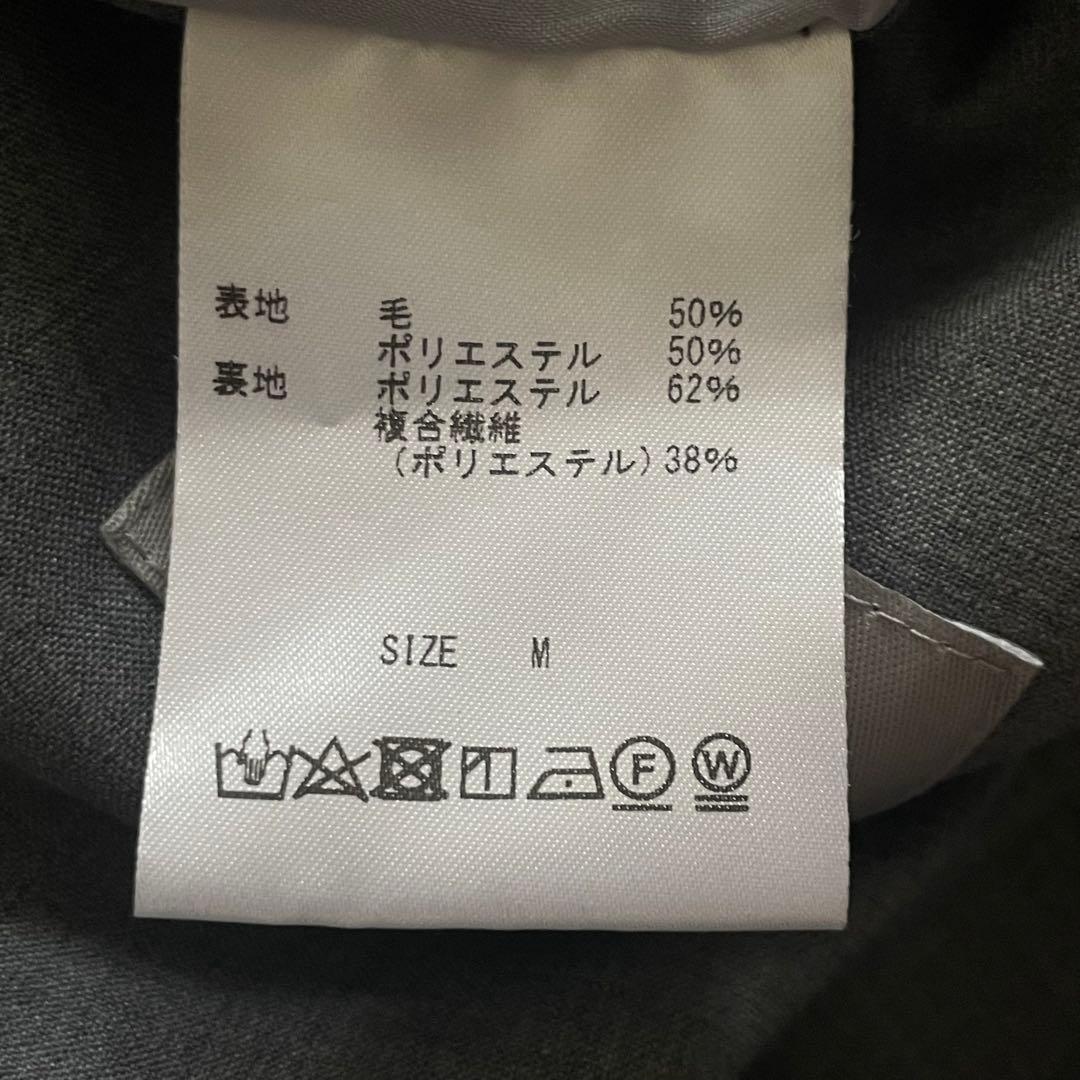 表地 毛 50%
ポリエステル 50%
裏地 ポリエステル 62%
複合繊維
(ポリエステル) 38%
SIZE M
F W